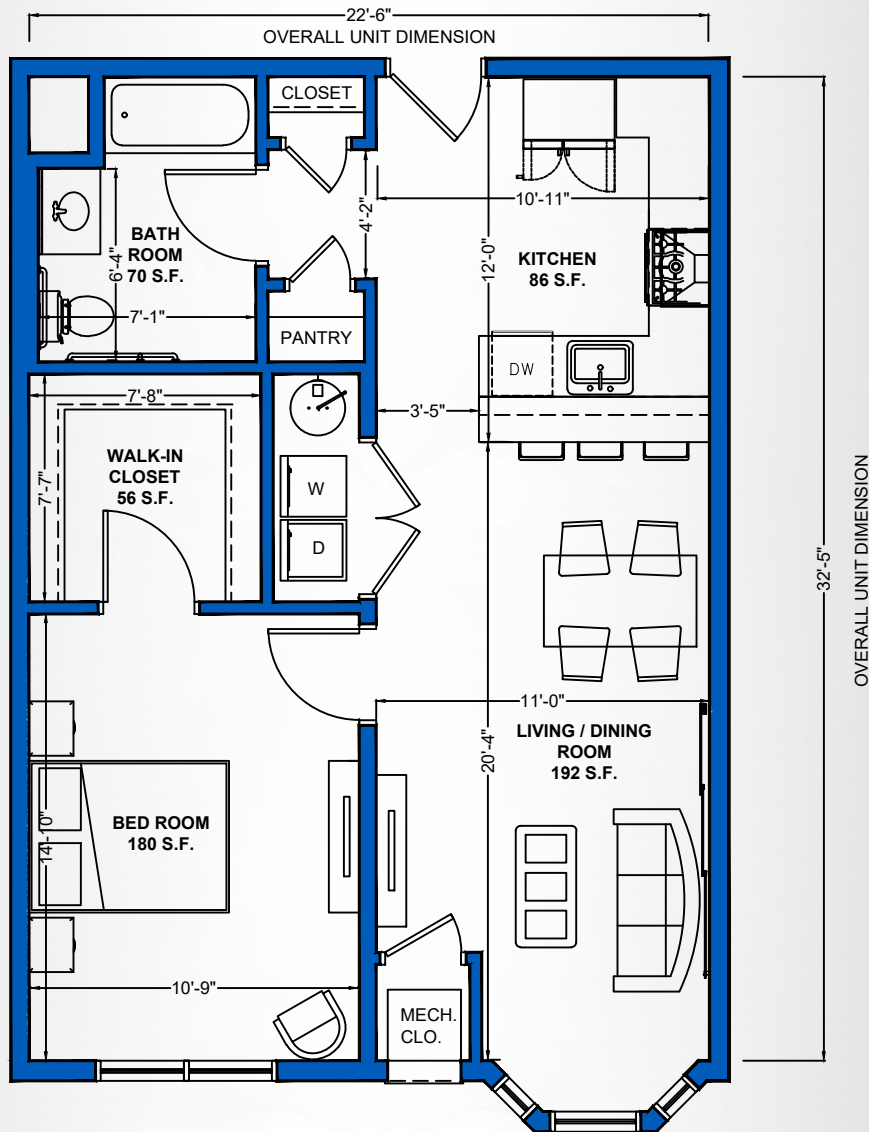 22'-6"
OVERALL UNIT DIMENSION
CLOSET
10'-11"
4'-2"
BATH
ROOM
70 S.F.
6'-4"
7'-1"
KITCHEN
86 S.F.
12'-0"
PANTRY
DW
7'-8"
3'-5"
WALK-IN
CLOSET
56 S.F.
7'-7"
W
D
32'-5"
OVERALL UNIT DIMENSION
11'-0"
LIVING / DINING
ROOM
192 S.F.
20'-4"
BED ROOM
180 S.F.
14'-10"
10'-9"
MECH.
CLO.